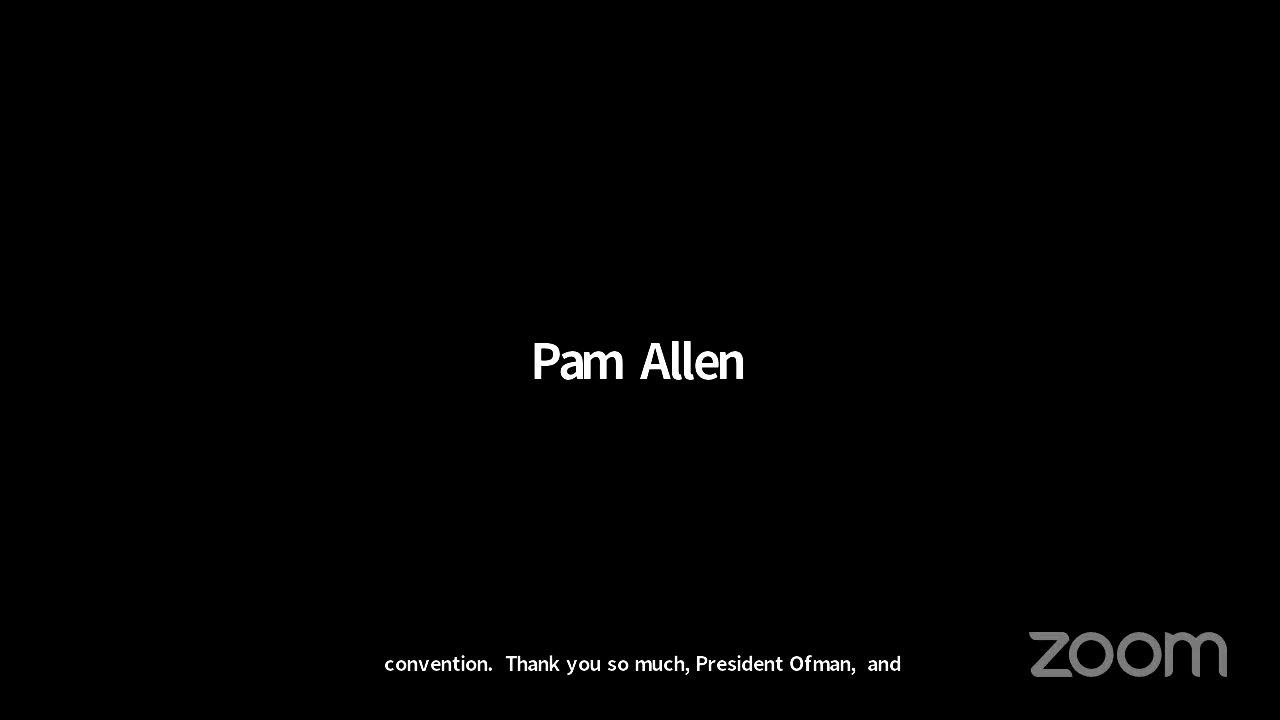 Pam Allen
convention. Thank you so much, President Ofman, and
zoom